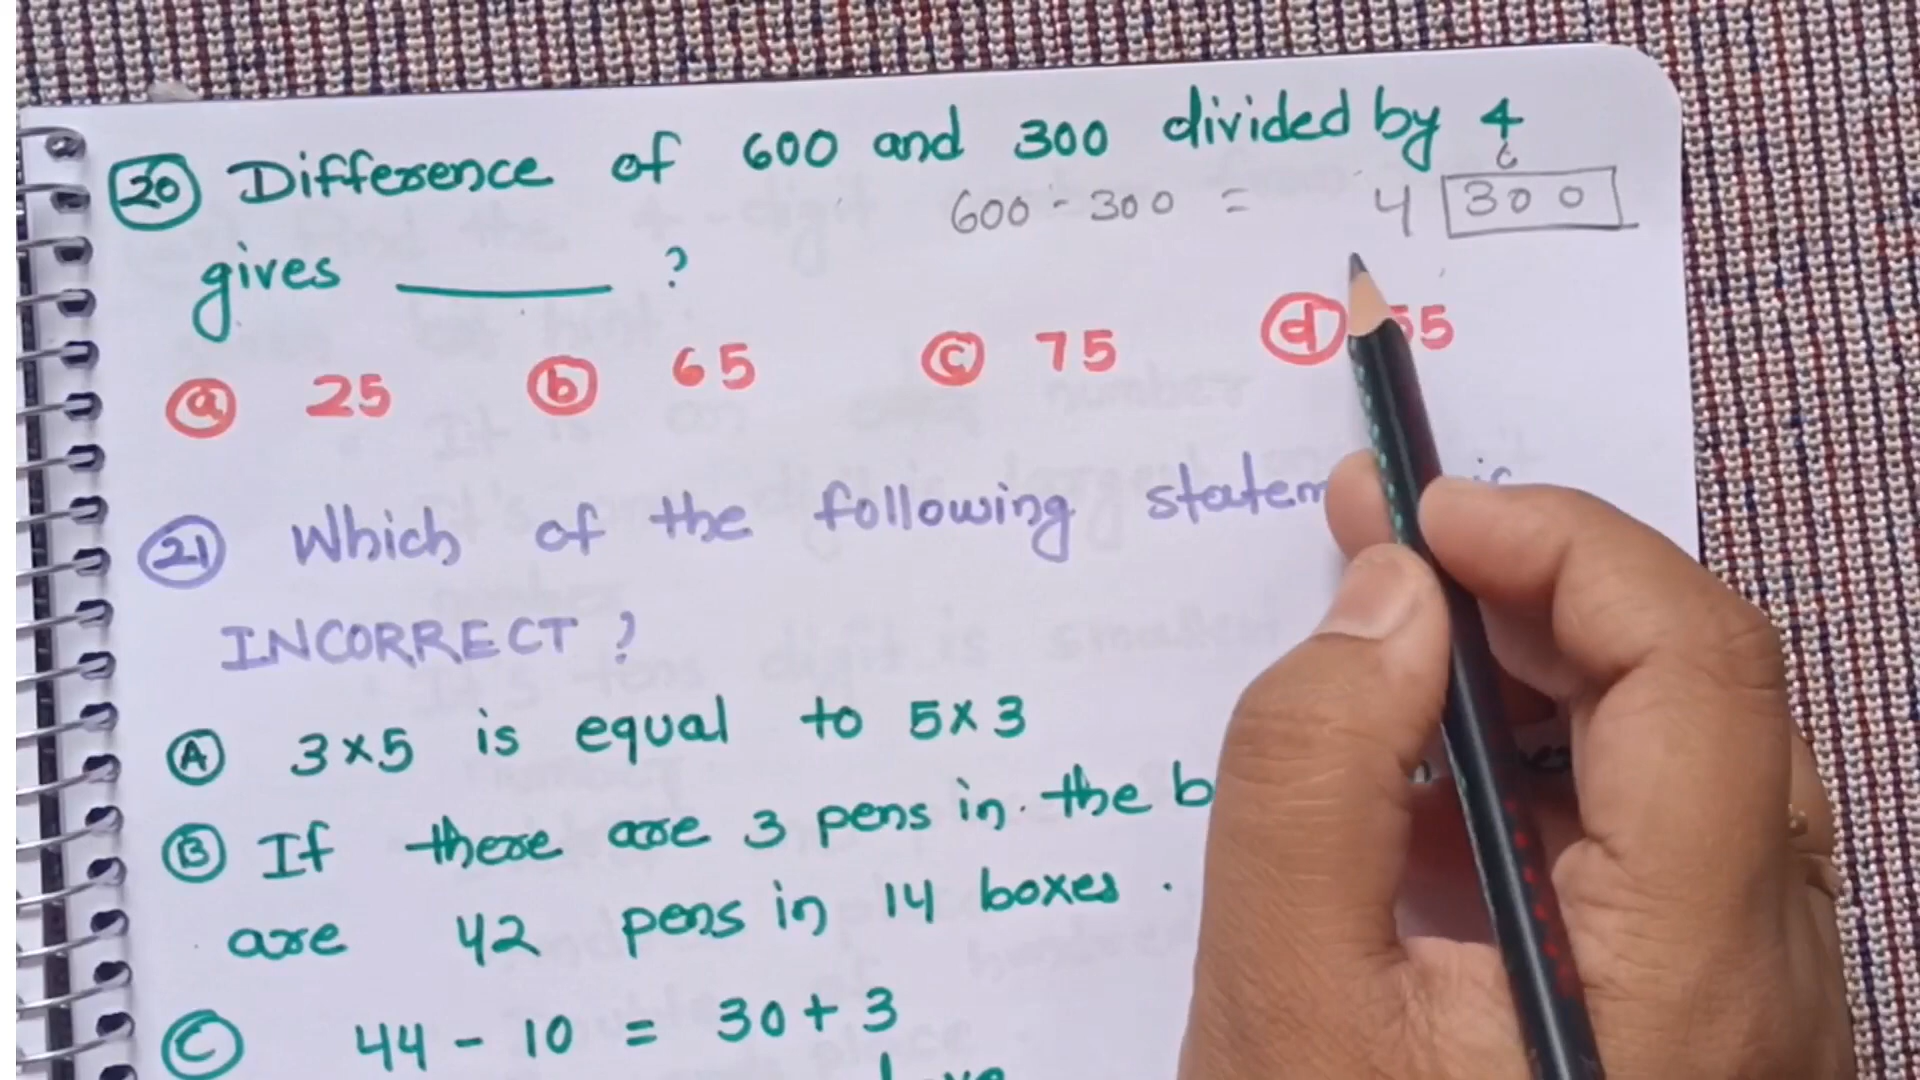 20 Difference of 600 and 300 divided by 4
6
600 - 300 = 4 300
gives ______ ?
a 25 b 65 c 75 d 55
21 Which of the following
INCORRECT ?
A 3×5 is equal to 5×3
B If there are 3 pens in the
are 42 pens in 14 boxes.
C 44 - 10 = 30 + 3